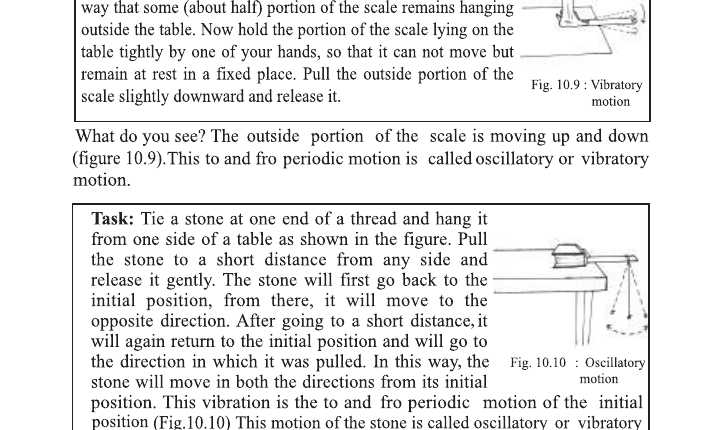 way that some (about half) portion of the scale remains hanging
outside the table. Now hold the portion of the scale lying on the
table tightly by one of your hands, so that it can not move but
remain at rest in a fixed place. Pull the outside portion of the
scale slightly downward and release it.
Fig. 10.9 : Vibratory
motion
What do you see? The outside portion of the scale is moving up and down
(figure 10.9).This to and fro periodic motion is called oscillatory or vibratory
motion.
Task: Tie a stone at one end of a thread and hang it
from one side of a table as shown in the figure. Pull
the stone to a short distance from any side and
release it gently. The stone will first go back to the
initial position, from there, it will move to the
opposite direction. After going to a short distance, it
will again return to the initial position and will go to
the direction in which it was pulled. In this way, the
stone will move in both the directions from its initial
Fig. 10.10 : Oscillatory
motion
position. This vibration is the to and fro periodic motion of the initial
position (Fig.10.10) This motion of the stone is called oscillatory or vibratory